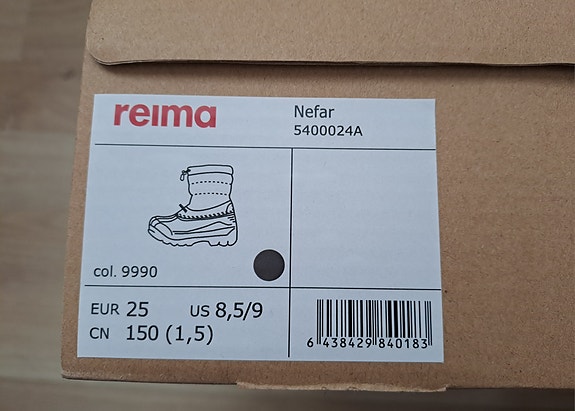 reima
Nefar
5400024A
col. 9990
EUR 25 US 8,5/9
CN 150 (1,5)
6 438429 840183